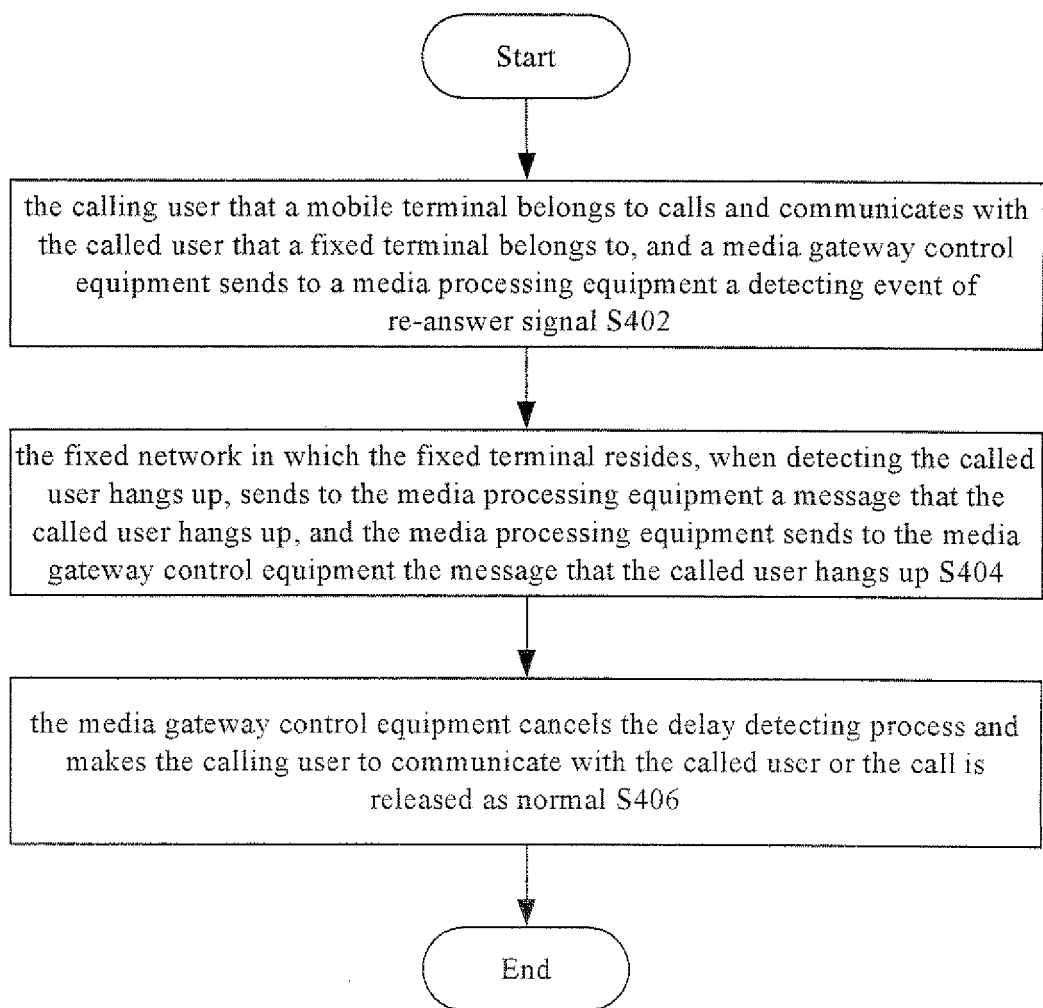 Start
the calling user that a mobile terminal belongs to calls and communicates with
the called user that a fixed terminal belongs to, and a media gateway control
equipment sends to a media processing equipment a detecting event of
re-answer signal S402
the fixed network in which the fixed terminal resides, when detecting the called
user hangs up, sends to the media processing equipment a message that the
called user hangs up, and the media processing equipment sends to the media
gateway control equipment the message that the called user hangs up S404
the media gateway control equipment cancels the delay detecting process and
makes the calling user to communicate with the called user or the call is
released as normal S406
End